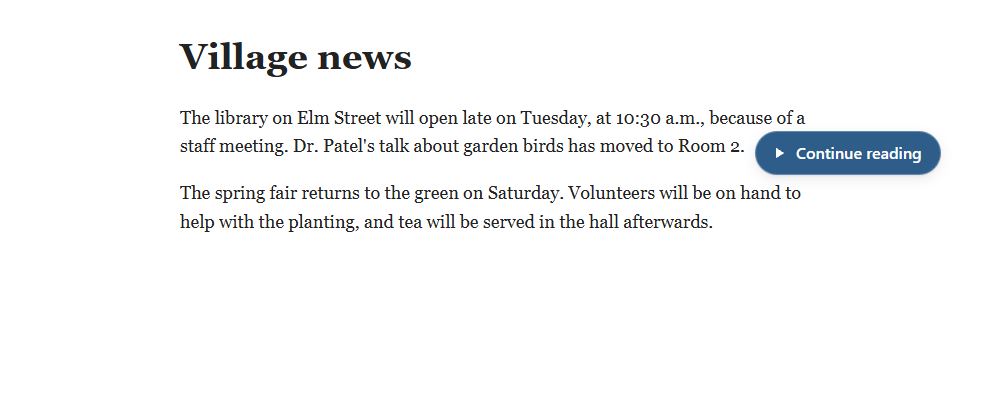 Village news
The library on Elm Street will open late on Tuesday, at 10:30 a.m., because of a
staff meeting. Dr. Patel's talk about garden birds has moved to Room 2.
Continue reading
The spring fair returns to the green on Saturday. Volunteers will be on hand to
help with the planting, and tea will be served in the hall afterwards.